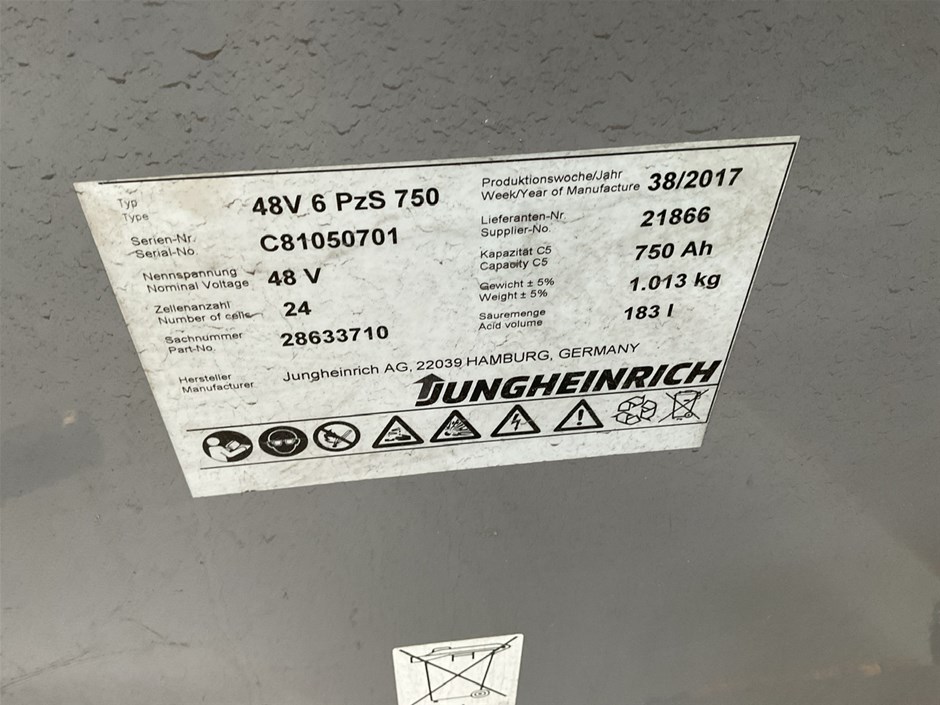 Typ
Type
48V 6 PzS 750
Serien-Nr.
Serial-No.
C81050701
Nennspannung
Nominal Voltage
48 V
Zellenanzahl
Number of cells
24
Sachnummer
Part-No.
28633710
Hersteller
Manufacturer
Jungheinrich AG, 22039 HAMBURG, GERMANY
Produktionswoche/Jahr
Week/Year of Manufacture
38/2017
Lieferanten-Nr.
Supplier-No.
21866
Kapazität C5
Capacity C5
750 Ah
Gewicht ± 5%
Weight ± 5%
1.013 kg
Säuremenge
Acid volume
183 l
JUNGHEINRICH